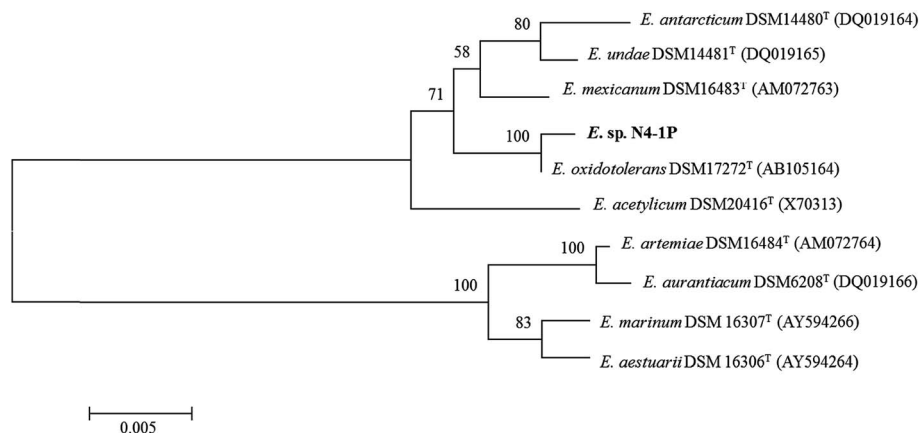 80
E. antarcticum DSM14480ᵀ (DQ019164)
58
E. undae DSM14481ᵀ (DQ019165)
71
E. mexicanum DSM16483ᵀ (AM072763)
100
E. sp. N4-1P
E. oxidotolerans DSM17272ᵀ (AB105164)
E. acetylicum DSM20416ᵀ (X70313)
100
E. artemiae DSM16484ᵀ (AM072764)
100
E. aurantiacum DSM6208ᵀ (DQ019166)
83
E. marinum DSM 16307ᵀ (AY594266)
E. aestuarii DSM 16306ᵀ (AY594264)
0.005